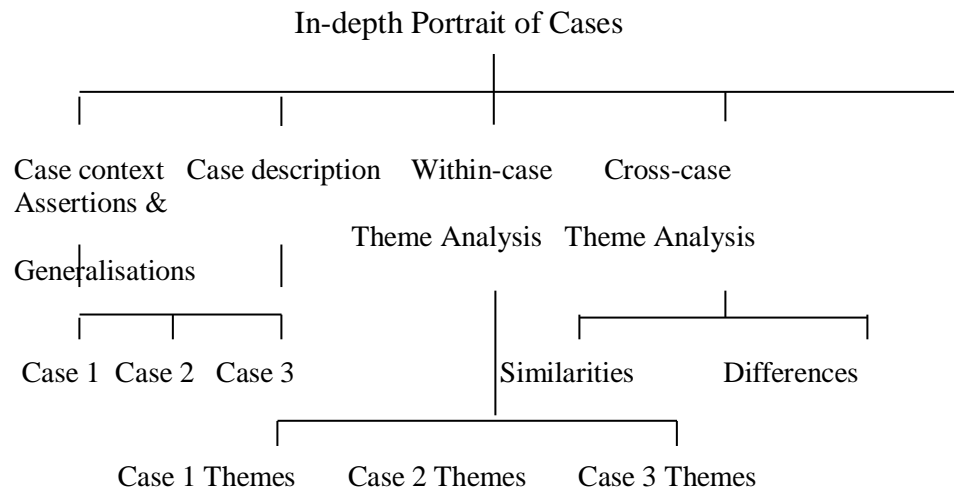 In-depth Portrait of Cases
Case context Case description Within-case Cross-case
Assertions &
Theme Analysis Theme Analysis
Generalisations
Case 1 Case 2 Case 3 Similarities Differences
Case 1 Themes Case 2 Themes Case 3 Themes